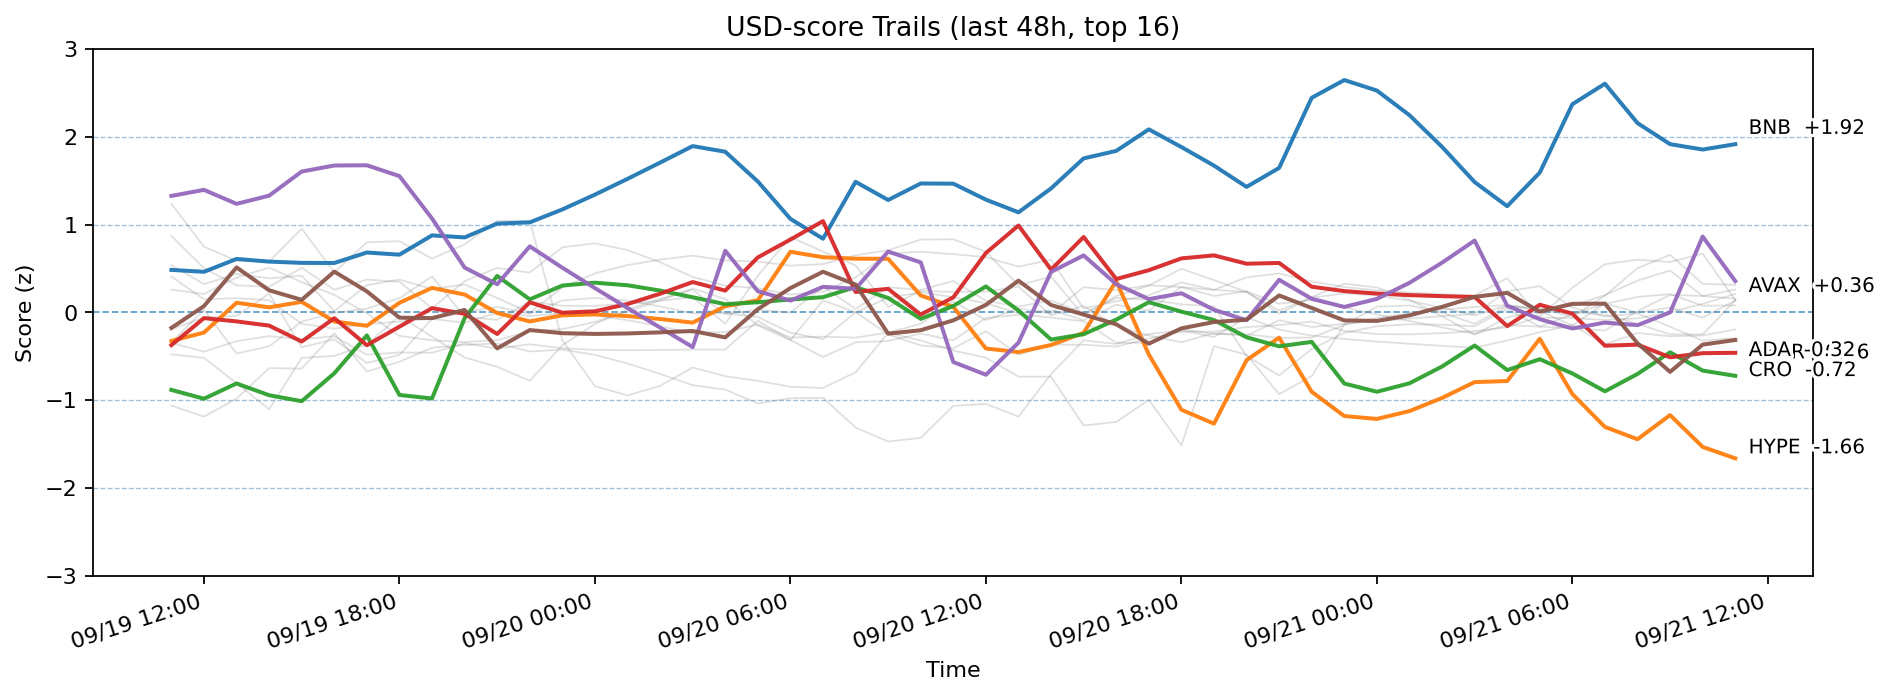 USD-score Trails (last 48h, top 16)
Score (z)
3
2
1
0
−1
−2
−3
BNB +1.92
AVAX +0.36
ADA -0.32
CRO -0.72
HYPE -1.66
09/19 12:00
09/19 18:00
09/20 00:00
09/20 06:00
09/20 12:00
09/20 18:00
09/21 00:00
09/21 06:00
09/21 12:00
Time